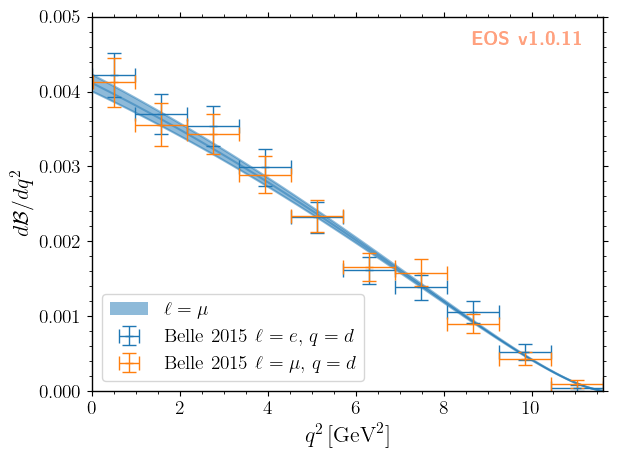 EOS v1.0.11
0.005
0.004
0.003
0.002
0.001
0.000
dℬ/dq²
ℓ = μ
Belle 2015 ℓ = e, q = d
Belle 2015 ℓ = μ, q = d
0 2 4 6 8 10
q² [GeV²]